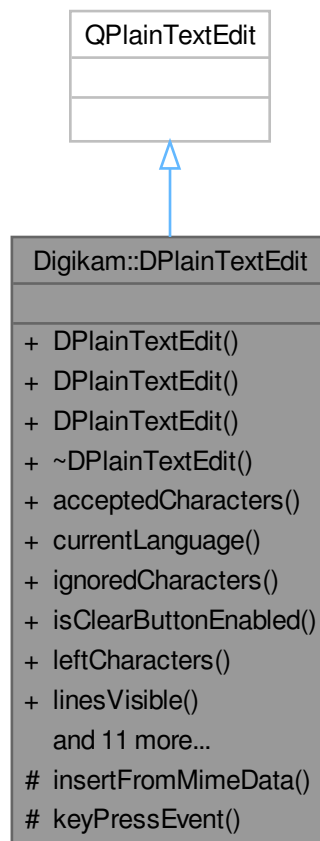 QPlainTextEdit
Digikam::DPlainTextEdit
+ DPlainTextEdit()
+ DPlainTextEdit()
+ DPlainTextEdit()
+ ~DPlainTextEdit()
+ acceptedCharacters()
+ currentLanguage()
+ ignoredCharacters()
+ isClearButtonEnabled()
+ leftCharacters()
+ linesVisible()
and 11 more...
# insertFromMimeData()
# keyPressEvent()